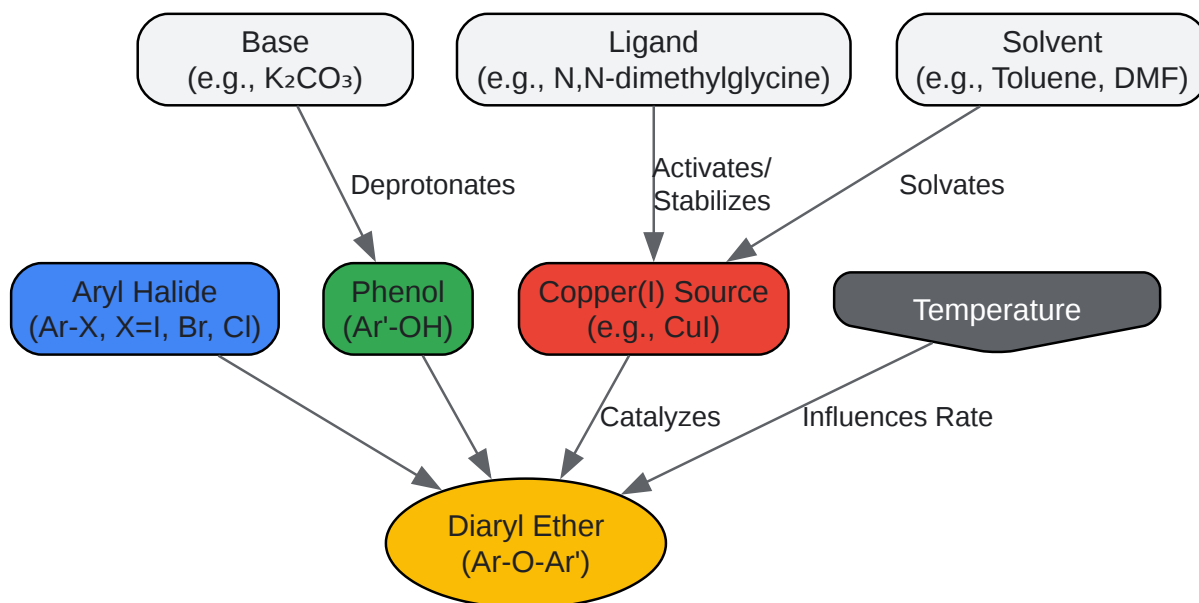 Base
(e.g., K₂CO₃)
Ligand
(e.g., N,N-dimethylglycine)
Solvent
(e.g., Toluene, DMF)
Deprotonates
Activates/
Stabilizes
Solvates
Aryl Halide
(Ar-X, X=I, Br, Cl)
Phenol
(Ar'-OH)
Copper(I) Source
(e.g., CuI)
Temperature
Catalyzes
Influences Rate
Diaryl Ether
(Ar-O-Ar')